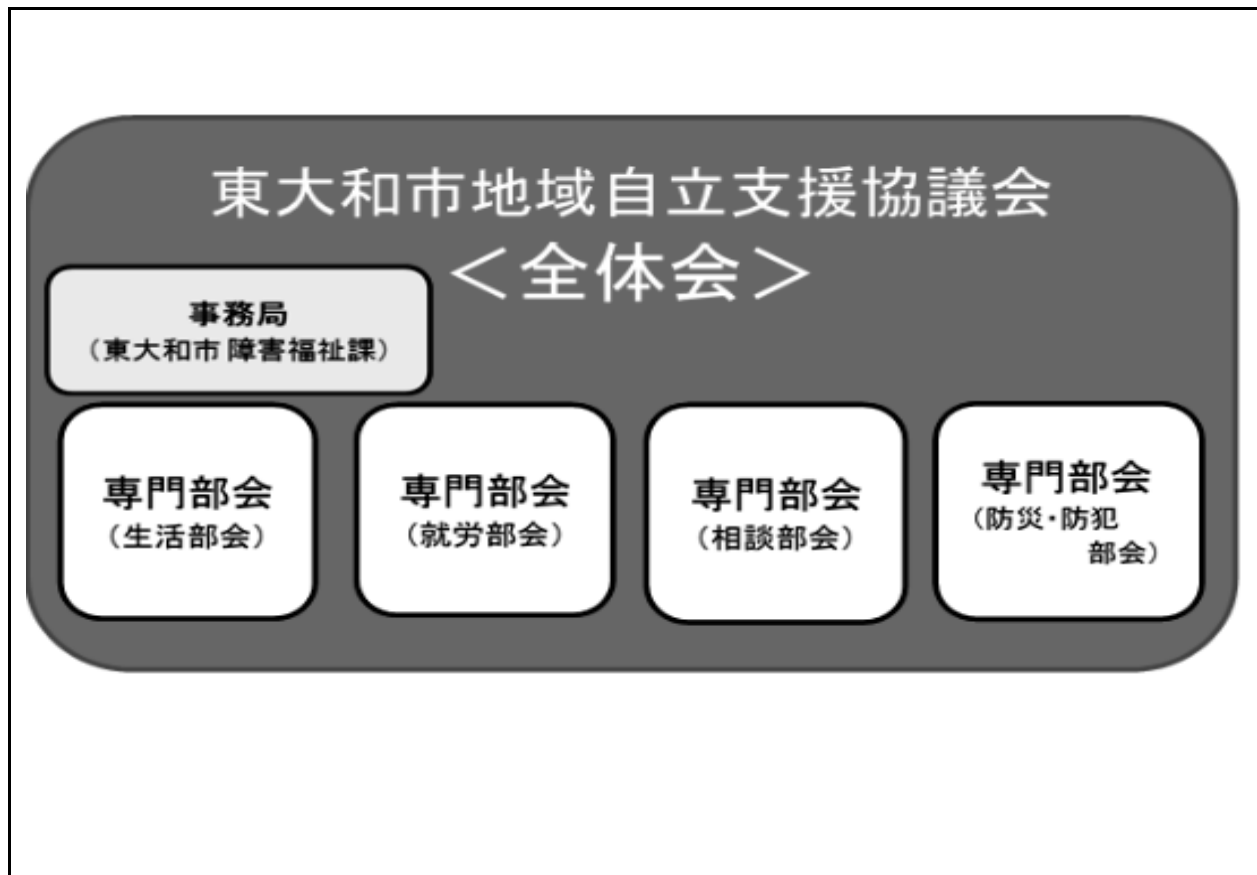 東大和市地域自立支援協議会
＜全体会＞
事務局
（東大和市 障害福祉課）
専門部会
（生活部会）
専門部会
（就労部会）
専門部会
（相談部会）
専門部会
（防災・防犯
部会）